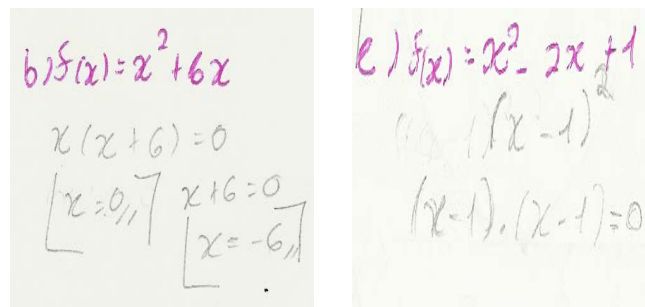 b) f(x) = x² + 6x
x(x+6) = 0
x = 0,, x+6 = 0
x = -6,,
e) f(x) = x² - 2x + 1
(x - 1)²
(x-1).(x-1) = 0